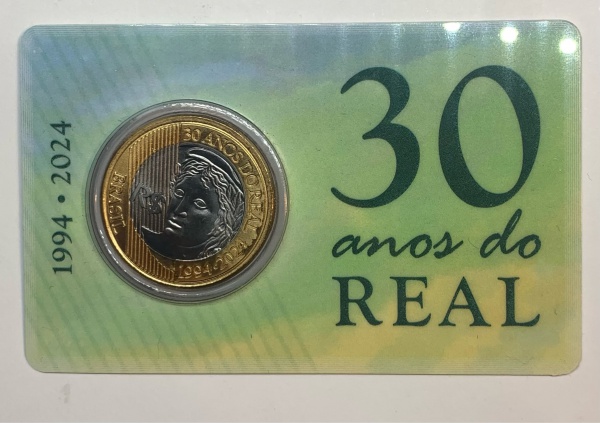 1994 • 2024
30 ANOS DO REAL
BRASIL
1994-2024
30
anos do
REAL